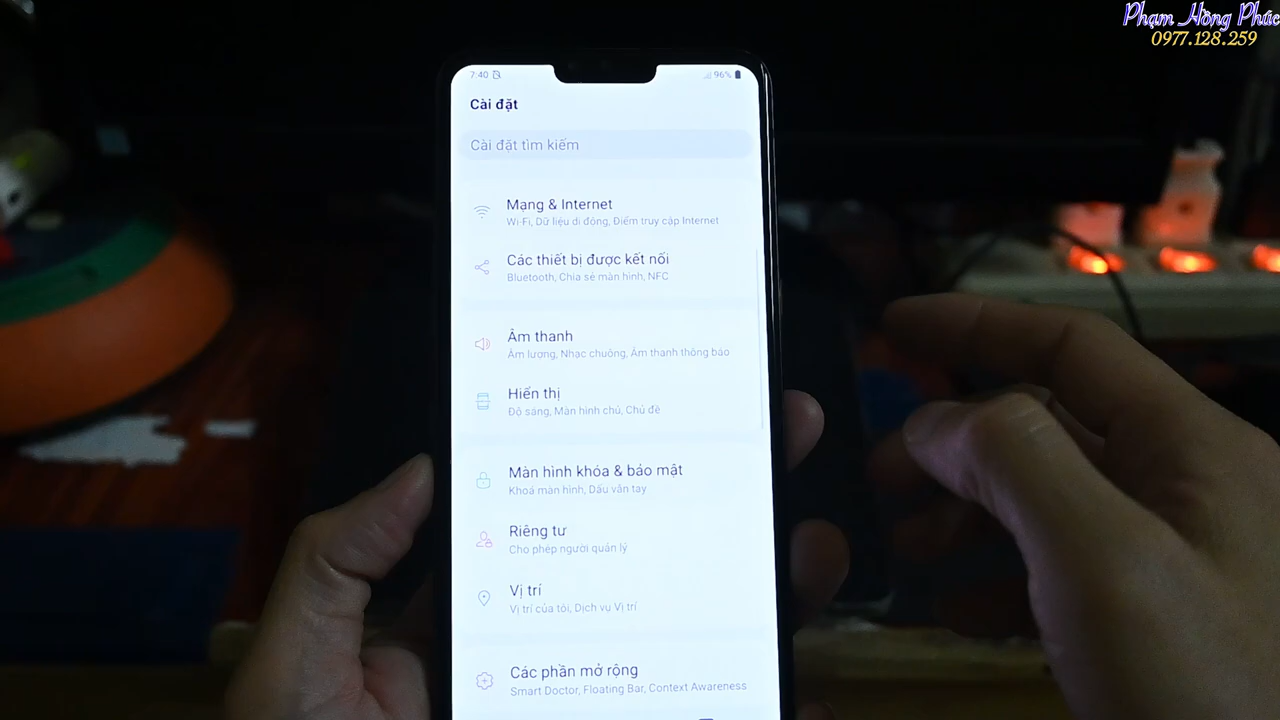 Phạm Hồng Phúc
0977.128.259
7:40
96%
Cài đặt
Cài đặt tìm kiếm
Mạng & Internet
Wi-Fi, Dữ liệu di động, Điểm truy cập Internet
Các thiết bị được kết nối
Bluetooth, Chia sẻ màn hình, NFC
Âm thanh
Âm lượng, Nhạc chuông, Âm thanh thông báo
Hiển thị
Độ sáng, Màn hình chủ, Chủ đề
Màn hình khóa & bảo mật
Khoá màn hình, Dấu vân tay
Riêng tư
Cho phép người quản lý
Vị trí
Vị trí của tôi, Dịch vụ Vị trí
Các phần mở rộng
Smart Doctor, Floating Bar, Context Awareness